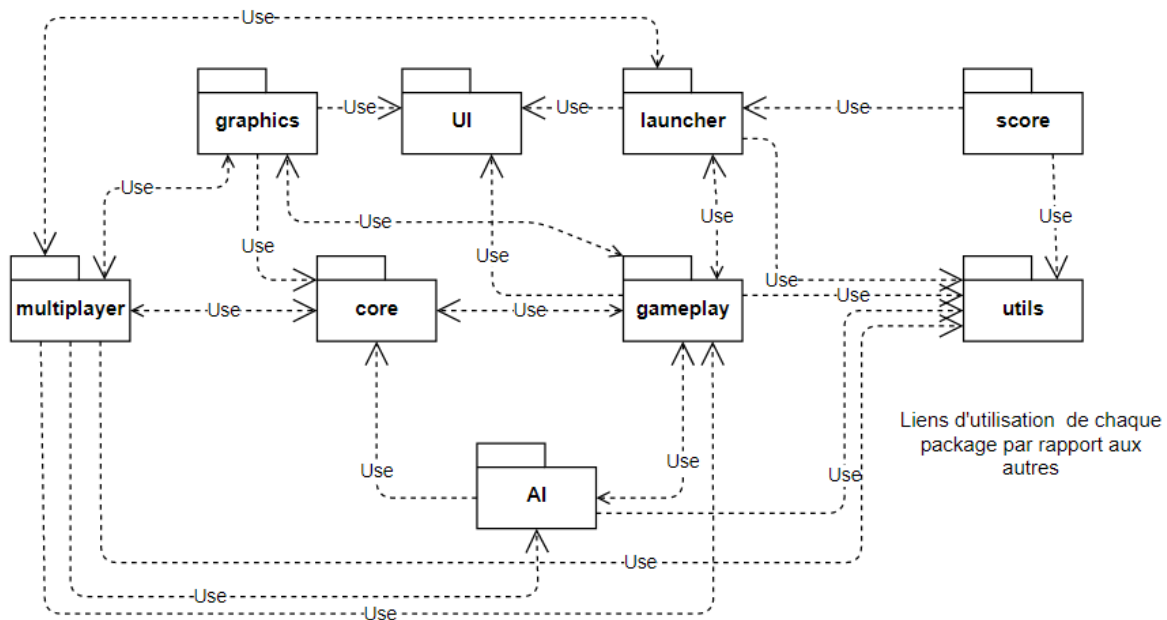 Use
graphics
Use
UI
Use
launcher
Use
score
Use
Use
Use
Use
Use
Use
multiplayer
Use
core
Use
gameplay
Use
utils
Liens d'utilisation de chaque
package par rapport aux
autres
Use
Use
Use
AI
Use
Use
Use
Use